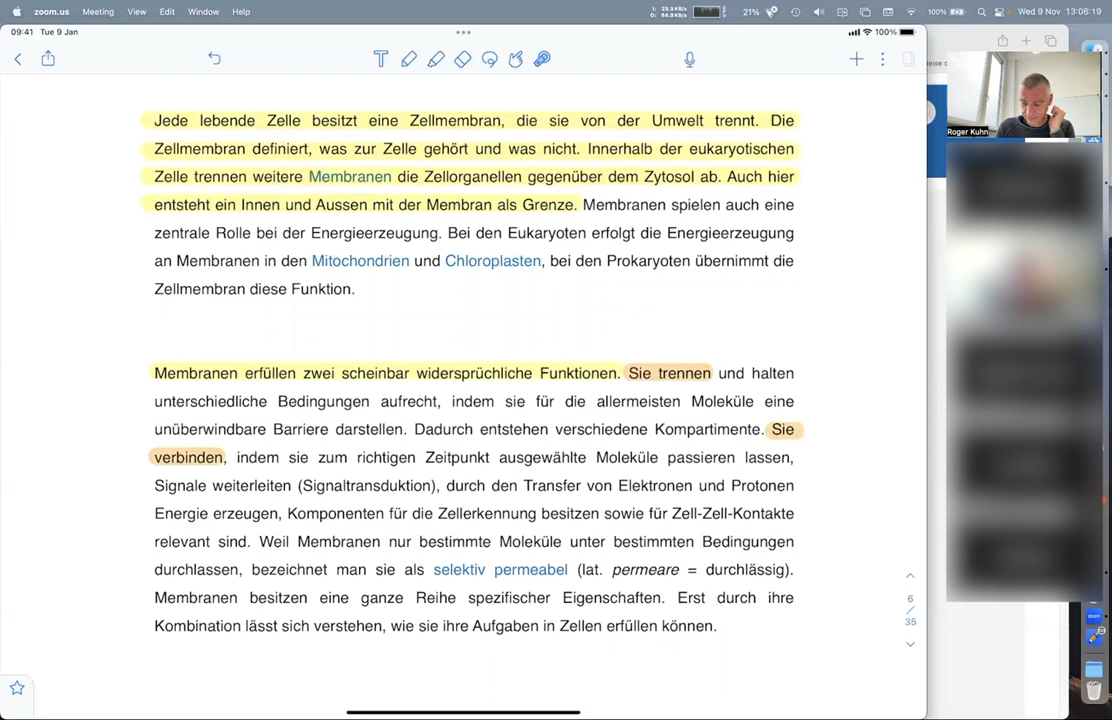 zoom.us Meeting View Edit Window Help
21% 100% Wed 9 Nov 13:06:19
09:41 Tue 9 Jan
100%
Roger Kuhn
Jede lebende Zelle besitzt eine Zellmembran, die sie von der Umwelt trennt. Die
Zellmembran definiert, was zur Zelle gehört und was nicht. Innerhalb der eukaryotischen
Zelle trennen weitere Membranen die Zellorganellen gegenüber dem Zytosol ab. Auch hier
entsteht ein Innen und Aussen mit der Membran als Grenze. Membranen spielen auch eine
zentrale Rolle bei der Energieerzeugung. Bei den Eukaryoten erfolgt die Energieerzeugung
an Membranen in den Mitochondrien und Chloroplasten, bei den Prokaryoten übernimmt die
Zellmembran diese Funktion.
Membranen erfüllen zwei scheinbar widersprüchliche Funktionen. Sie trennen und halten
unterschiedliche Bedingungen aufrecht, indem sie für die allermeisten Moleküle eine
unüberwindbare Barriere darstellen. Dadurch entstehen verschiedene Kompartimente. Sie
verbinden, indem sie zum richtigen Zeitpunkt ausgewählte Moleküle passieren lassen,
Signale weiterleiten (Signaltransduktion), durch den Transfer von Elektronen und Protonen
Energie erzeugen, Komponenten für die Zellerkennung besitzen sowie für Zell-Zell-Kontakte
relevant sind. Weil Membranen nur bestimmte Moleküle unter bestimmten Bedingungen
durchlassen, bezeichnet man sie als selektiv permeabel (lat. permeare = durchlässig).
Membranen besitzen eine ganze Reihe spezifischer Eigenschaften. Erst durch ihre
Kombination lässt sich verstehen, wie sie ihre Aufgaben in Zellen erfüllen können.
6
/
35